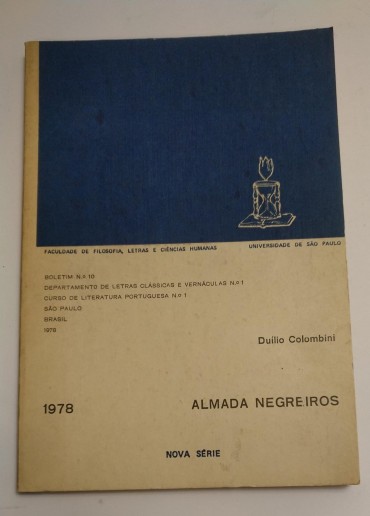 FACULDADE DE FILOSOFIA, LETRAS E CIÊNCIAS HUMANAS UNIVERSIDADE DE SÃO PAULO
BOLETIM N.º 10
DEPARTAMENTO DE LETRAS CLÁSSICAS E VERNÁCULAS N.º 1
CURSO DE LITERATURA PORTUGUESA N.º 1
SÃO PAULO
BRASIL
1978
Duílio Colombini
1978 ALMADA NEGREIROS
NOVA SÉRIE